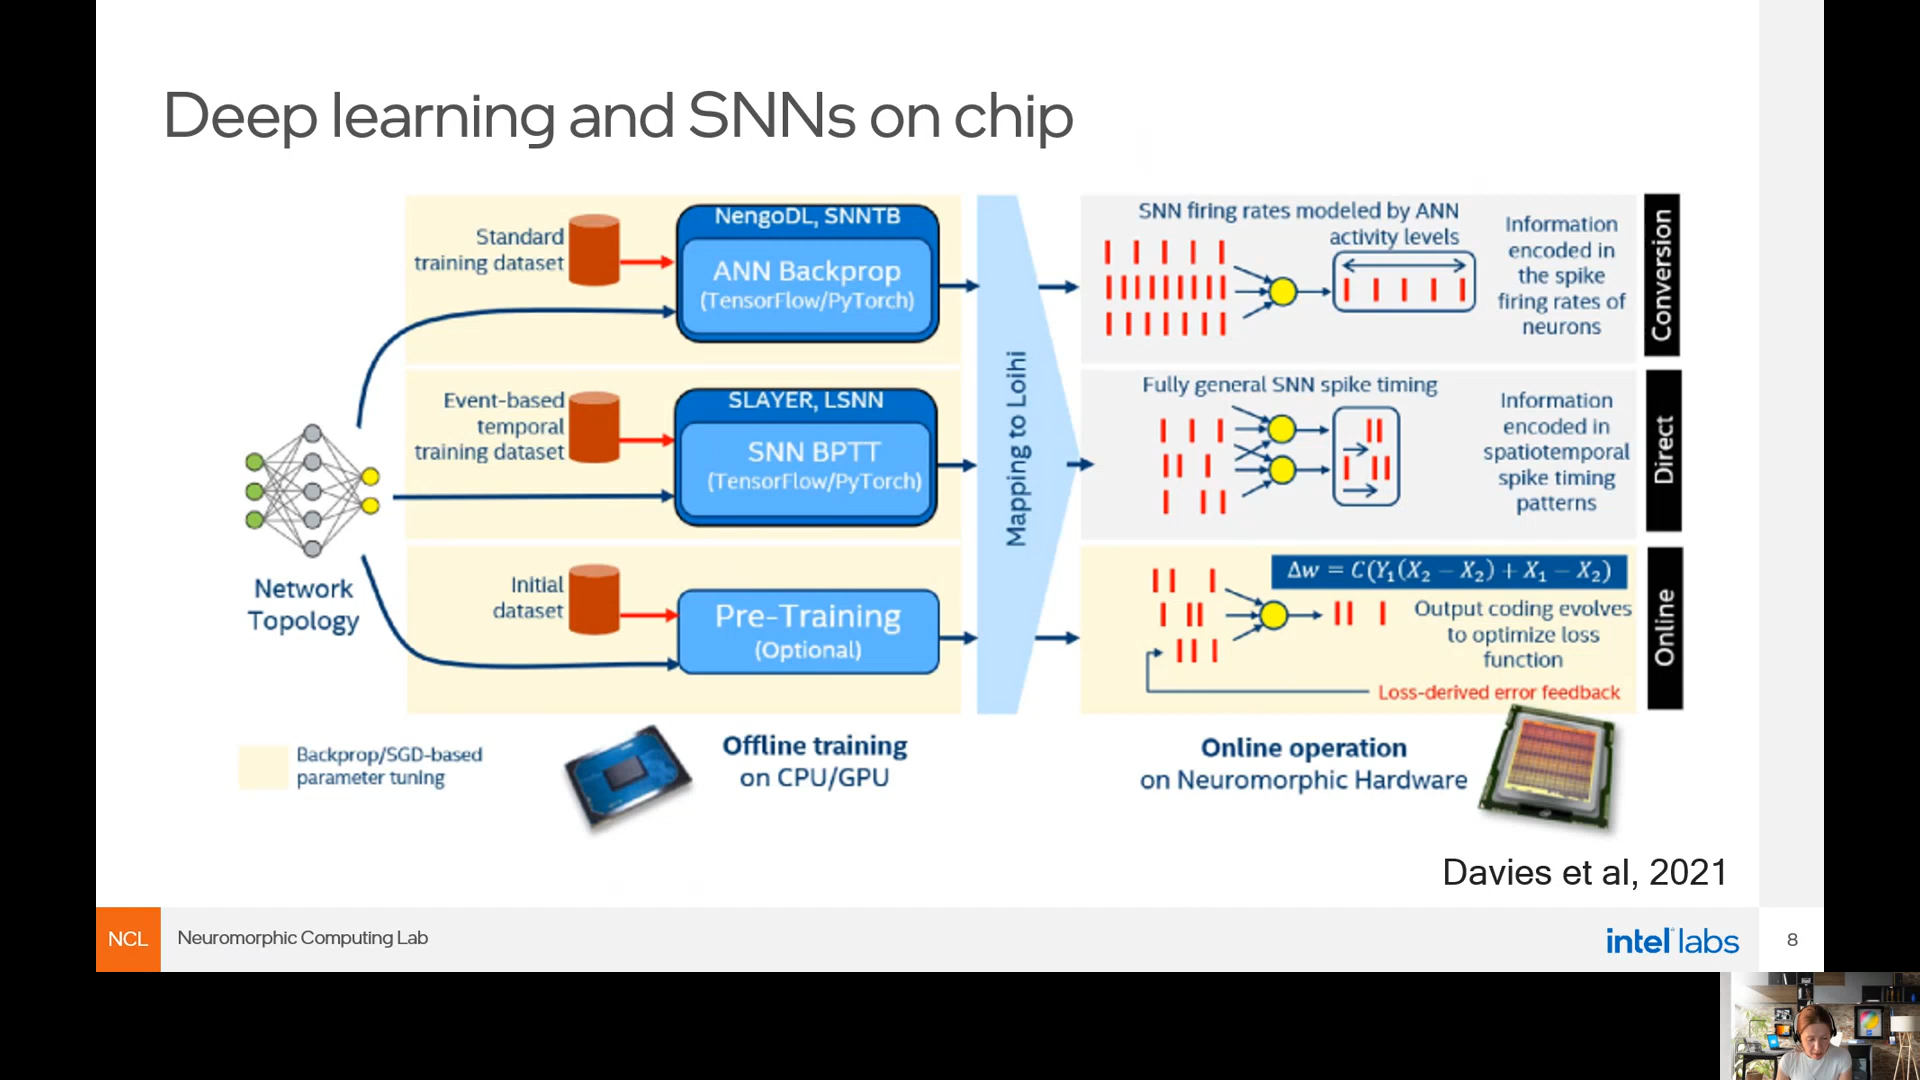 Deep learning and SNNs on chip
Standard
training dataset
NengoDL, SNNTB
ANN Backprop
(TensorFlow/PyTorch)
SNN firing rates modeled by ANN
activity levels
Information
encoded in
the spike
firing rates of
neurons
Conversion
Event-based
temporal
training dataset
SLAYER, LSNN
SNN BPTT
(TensorFlow/PyTorch)
Mapping to Loihi
Fully general SNN spike timing
Information
encoded in
spatiotemporal
spike timing
patterns
Direct
Network
Topology
Initial
dataset
Pre-Training
(Optional)
Δw = C(Y₁(X₂ − X₂) + X₁ − X₂)
Output coding evolves
to optimize loss
function
Loss-derived error feedback
Online
Backprop/SGD-based
parameter tuning
Offline training
on CPU/GPU
Online operation
on Neuromorphic Hardware
Davies et al, 2021
NCL
Neuromorphic Computing Lab
intel labs
8